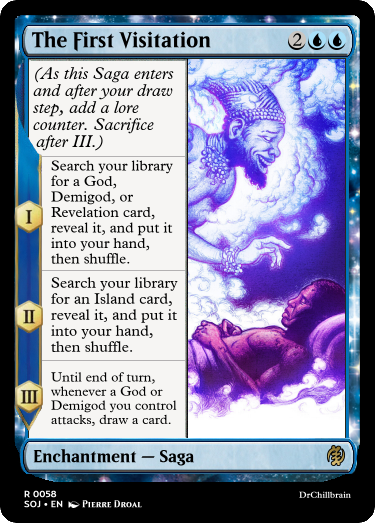 The First Visitation 2
(As this Saga enters
and after your draw
step, add a lore
counter. Sacrifice
after III.)
I
Search your library
for a God,
Demigod, or
Revelation card,
reveal it, and put it
into your hand,
then shuffle.
II
Search your library
for an Island card,
reveal it, and put it
into your hand,
then shuffle.
III
Until end of turn,
whenever a God or
Demigod you control
attacks, draw a card.
Enchantment — Saga
R 0058
SOJ • EN Pierre Droal
DrChillbrain